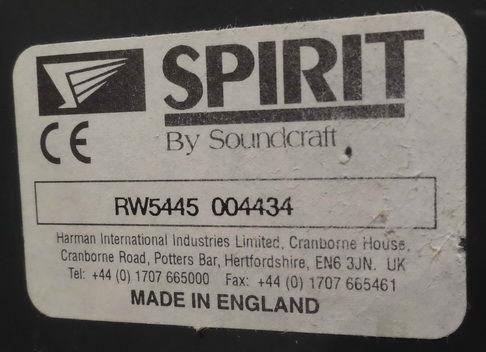 SPIRIT
By Soundcraft
CE
RW5445 004434
Harman International Industries Limited, Cranborne House,
Cranborne Road, Potters Bar, Hertfordshire, EN6 3JN. UK
Tel: +44 (0) 1707 665000 Fax: +44 (0) 1707 665461
MADE IN ENGLAND